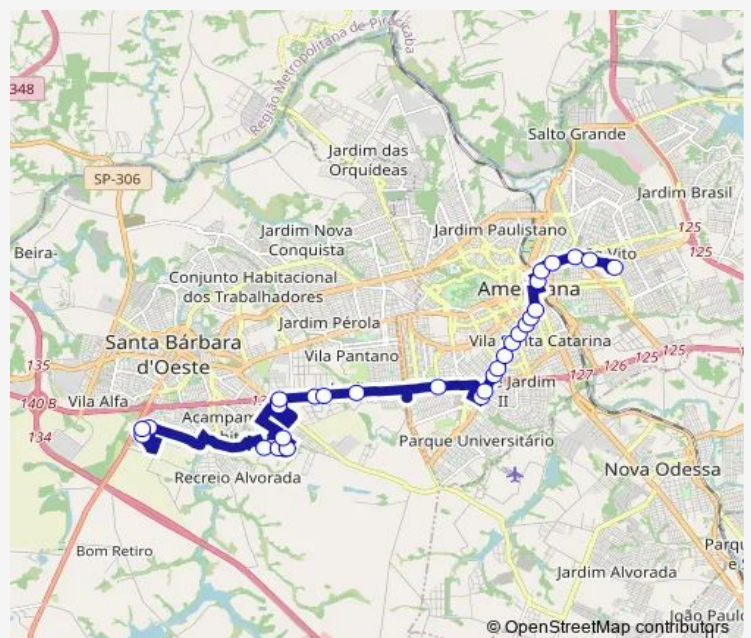 348
Região Metropolitana de Piracicaba
Salto Grande
Jardim das
Orquídeas
SP-306
Jardim Brasil
Jardim Nova
Conquista
Jardim Paulistano
125
125
Beira-
Vito
Conjunto Habitacional
dos Trabalhadores
Jardim Pérola
Santa Bárbara
d'Oeste
Vila Pantano
Catarina
135
126
125
125
127
Jardim
II
140 B
Vila Alfa
134
Parque Universitário
Recreio Alvorada
Nova Odessa
Bom Retiro
Jardim Alvorada
© OpenStreetMap contributors